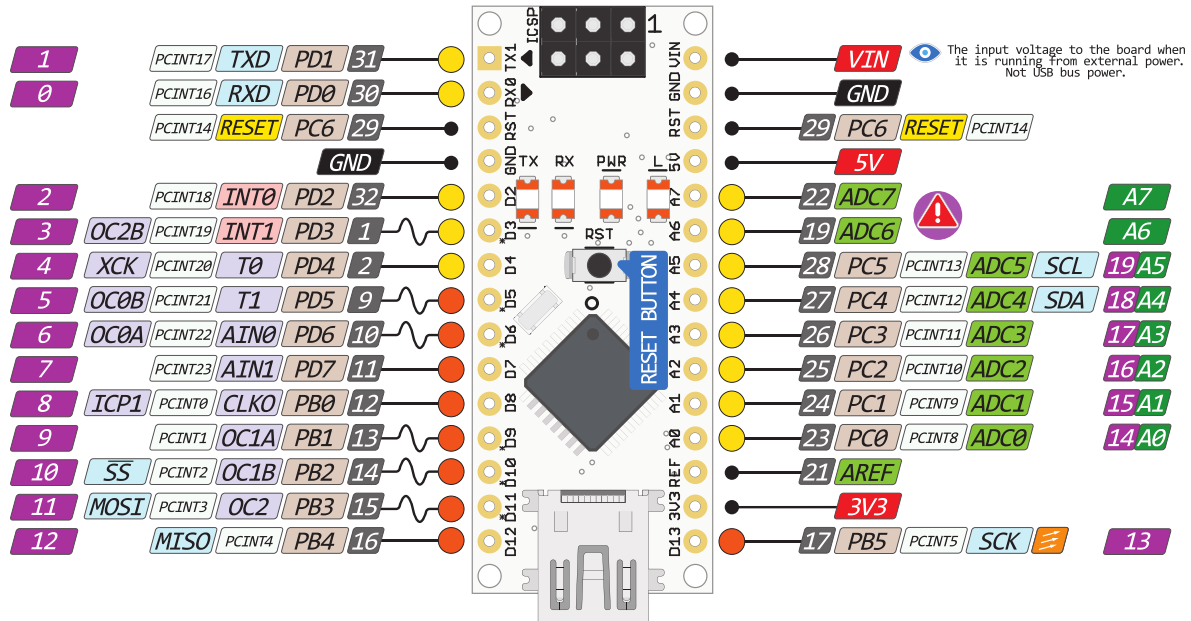 ICSP 1
1 PCINT17 TXD PD1 31 TX1 VIN VIN
The input voltage to the board when
it is running from external power.
Not USB bus power.
0 PCINT16 RXD PD0 30 RX0 GND GND
PCINT14 RESET PC6 29 RST RST 29 PC6 RESET PCINT14
GND GND 5V 5V
TX RX PWR L
2 PCINT18 INT0 PD2 32 D2 A7 22 ADC7 A7
3 OC2B PCINT19 INT1 PD3 1 *D3 A6 19 ADC6 A6
RST
4 XCK PCINT20 T0 PD4 2 D4 A5 28 PC5 PCINT13 ADC5 SCL 19 A5
RESET BUTTON
5 OC0B PCINT21 T1 PD5 9 *D5 A4 27 PC4 PCINT12 ADC4 SDA 18 A4
6 OC0A PCINT22 AIN0 PD6 10 *D6 A3 26 PC3 PCINT11 ADC3 17 A3
7 PCINT23 AIN1 PD7 11 D7 A2 25 PC2 PCINT10 ADC2 16 A2
8 ICP1 PCINT0 CLKO PB0 12 D8 A1 24 PC1 PCINT9 ADC1 15 A1
9 PCINT1 OC1A PB1 13 *D9 A0 23 PC0 PCINT8 ADC0 14 A0
10 SS PCINT2 OC1B PB2 14 *D10 REF 21 AREF
11 MOSI PCINT3 OC2 PB3 15 *D11 3V3 3V3
12 MISO PCINT4 PB4 16 D12 D13 17 PB5 PCINT5 SCK 13